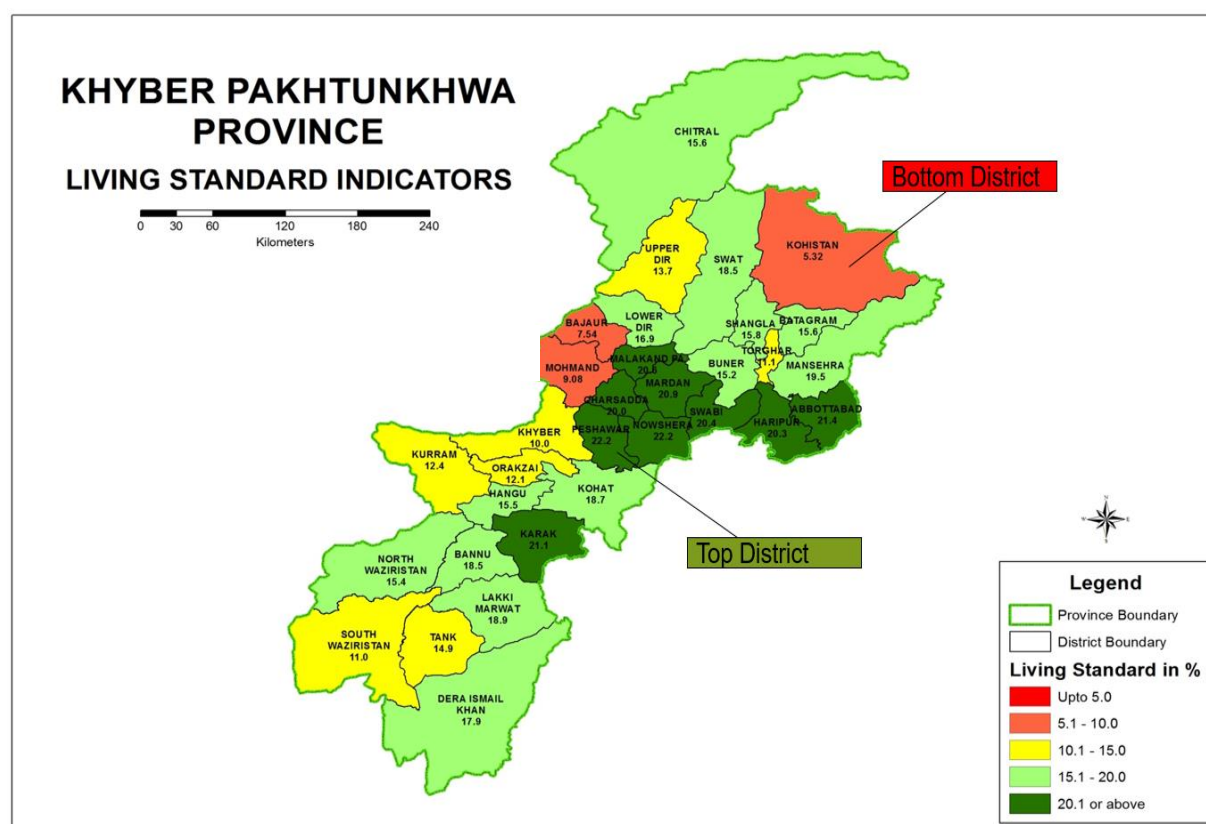 KHYBER PAKHTUNKHWA
PROVINCE
LIVING STANDARD INDICATORS
0 30 60 120 180 240
Kilometers
CHITRAL
15.6
Bottom District
UPPER
DIR
13.7
SWAT
18.5
KOHISTAN
5.32
BAJAUR
7.54
LOWER
DIR
16.9
SHANGLA
15.8
BATAGRAM
15.6
TORGHAR
11.1
MANSEHRA
19.5
MOHMAND
9.08
MALAKAND PA
20.8
BUNER
15.2
MARDAN
20.9
CHARSADDA
20.0
SWABI
20.4
HARIPUR
20.3
ABBOTTABAD
21.4
PESHAWAR
22.2
NOWSHERA
22.2
KHYBER
10.0
KURRAM
12.4
ORAKZAI
12.1
HANGU
15.5
KOHAT
18.7
KARAK
21.1
Top District
NORTH
WAZIRISTAN
15.4
BANNU
18.5
LAKKI
MARWAT
18.9
SOUTH
WAZIRISTAN
11.0
TANK
14.9
DERA ISMAIL
KHAN
17.9
N
W E
S
Legend
Province Boundary
District Boundary
Living Standard in %
Upto 5.0
5.1 - 10.0
10.1 - 15.0
15.1 - 20.0
20.1 or above